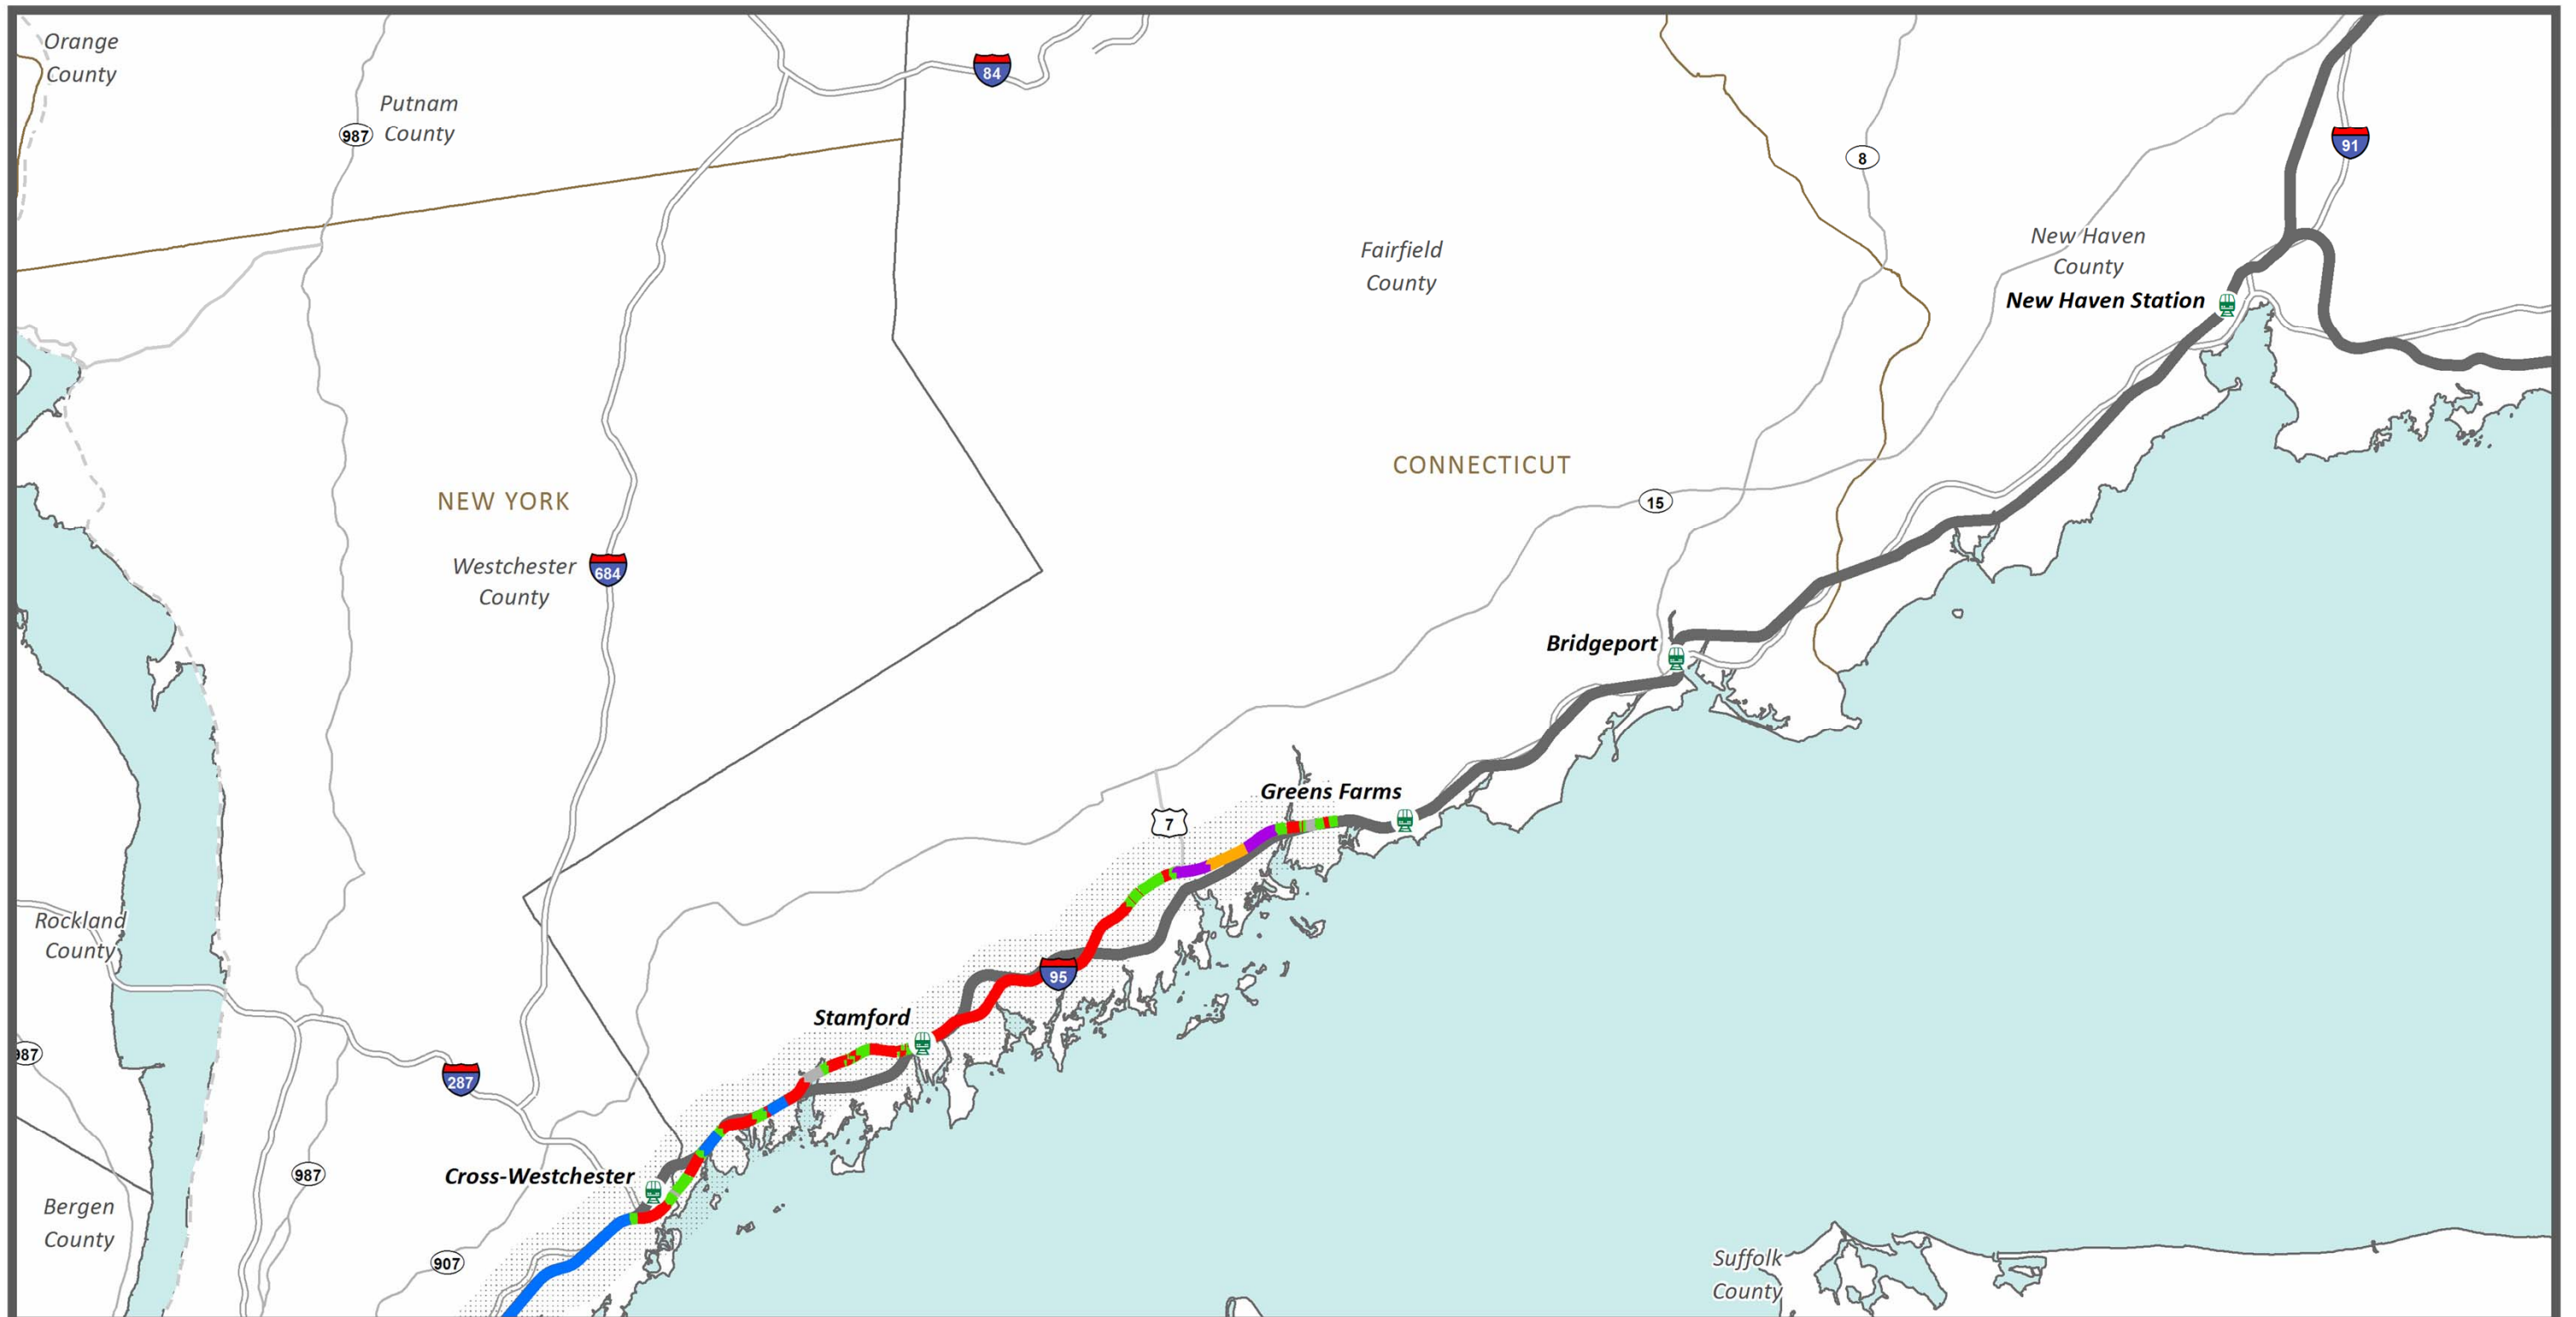 Orange
County
84
Putnam
County
987
8
91
Fairfield
County
New Haven
County
New Haven Station
CONNECTICUT
NEW YORK
15
Westchester
County
684
Bridgeport
Greens Farms
7
Rockland
County
95
Stamford
987
287
Cross-Westchester
987
Bergen
County
907
Suffolk
County